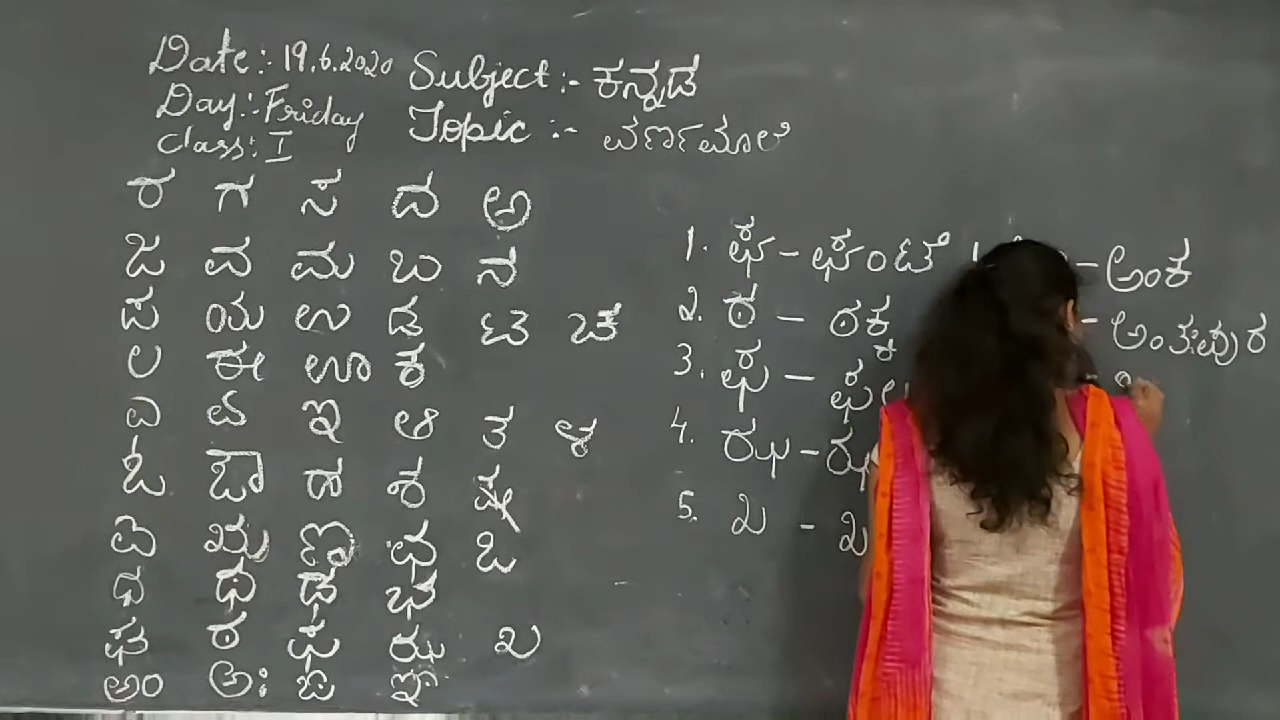 Date:- 19.6.2020 Subject:- ಕನ್ನಡ
Day:- Friday Topic:- ವರ್ಣಮಾಲೆ
Class: I
ರ ಗ ಸ ದ ಅ
ಜ ವ ಮ ಬ ನ
ಪ ಯ ಉ ಡ ಟ ಚ
ಲ ಈ ಊ ಕ
ಎ ಏ ಇ ಆ ತ ಳ
ಓ ಔ ಹ ಶ ಷ
ಐ ಋ ಣ ಛ ಒ
ಧ ಥ ಢ ಭ
ಘ ಠ ಫ ಝ ಖ
ಅಂ ಅಃ ಙ ಞ
1. ಘ - ಘಂಟೆ
2. ಠ - ಠಕ್ಕ
3. ಫ -
4. ಝ -
5. ಖ -
- ಅಂಕ
- ಅಂತಃಪುರ